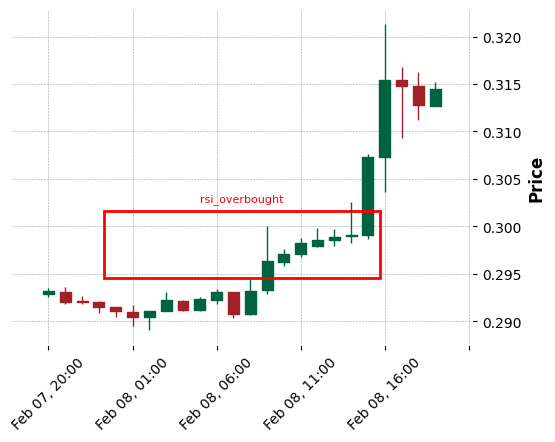 0.320
0.315
0.310
0.305
0.300
0.295
0.290
Price
rsi_overbought
Feb 07, 20:00
Feb 08, 01:00
Feb 08, 06:00
Feb 08, 11:00
Feb 08, 16:00